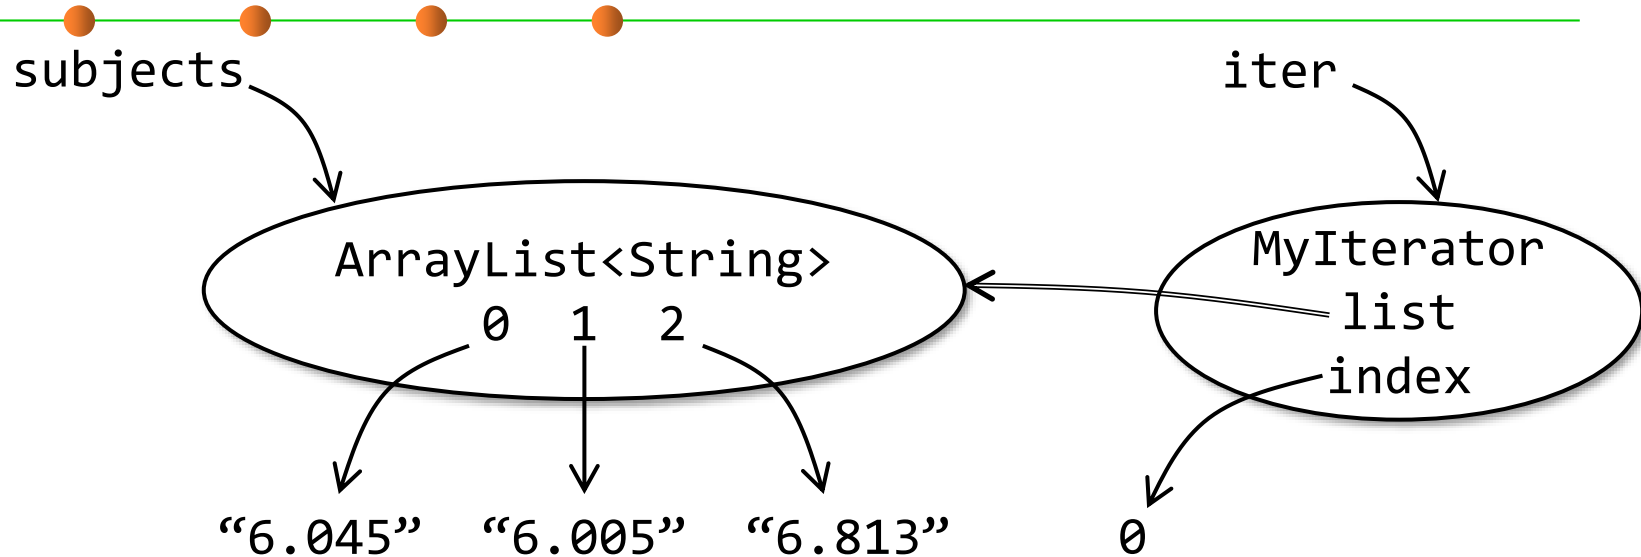 subjects
iter
ArrayList<String>
0 1 2
MyIterator
list
index
“6.045” “6.005” “6.813”
0